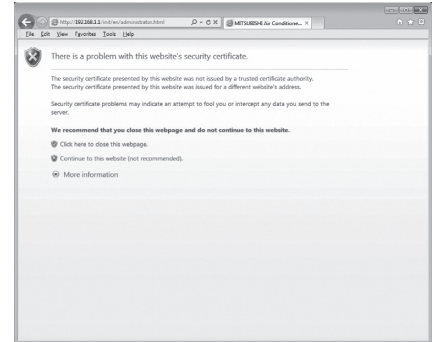 http://192.168.1.1/init/en/administrator.html
MITSUBISHI Air Conditione...
File Edit View Favorites Tools Help
There is a problem with this website's security certificate.
The security certificate presented by this website was not issued by a trusted certificate authority.
The security certificate presented by this website was issued for a different website's address.
Security certificate problems may indicate an attempt to fool you or intercept any data you send to the
server.
We recommend that you close this webpage and do not continue to this website.
Click here to close this webpage.
Continue to this website (not recommended).
More information